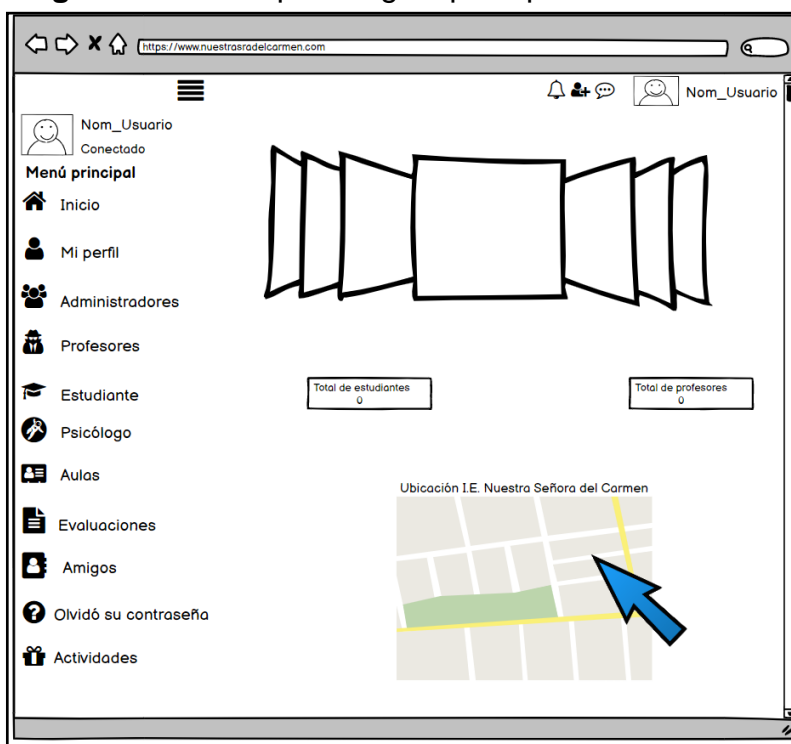 https://www.nuestrasradelcarmen.com
Nom_Usuario
Nom_Usuario
Conectado
Menú principal
Inicio
Mi perfil
Administradores
Profesores
Estudiante
Psicólogo
Aulas
Evaluaciones
Amigos
Olvidó su contraseña
Actividades
Total de estudiantes
0
Total de profesores
0
Ubicación I.E. Nuestra Señora del Carmen